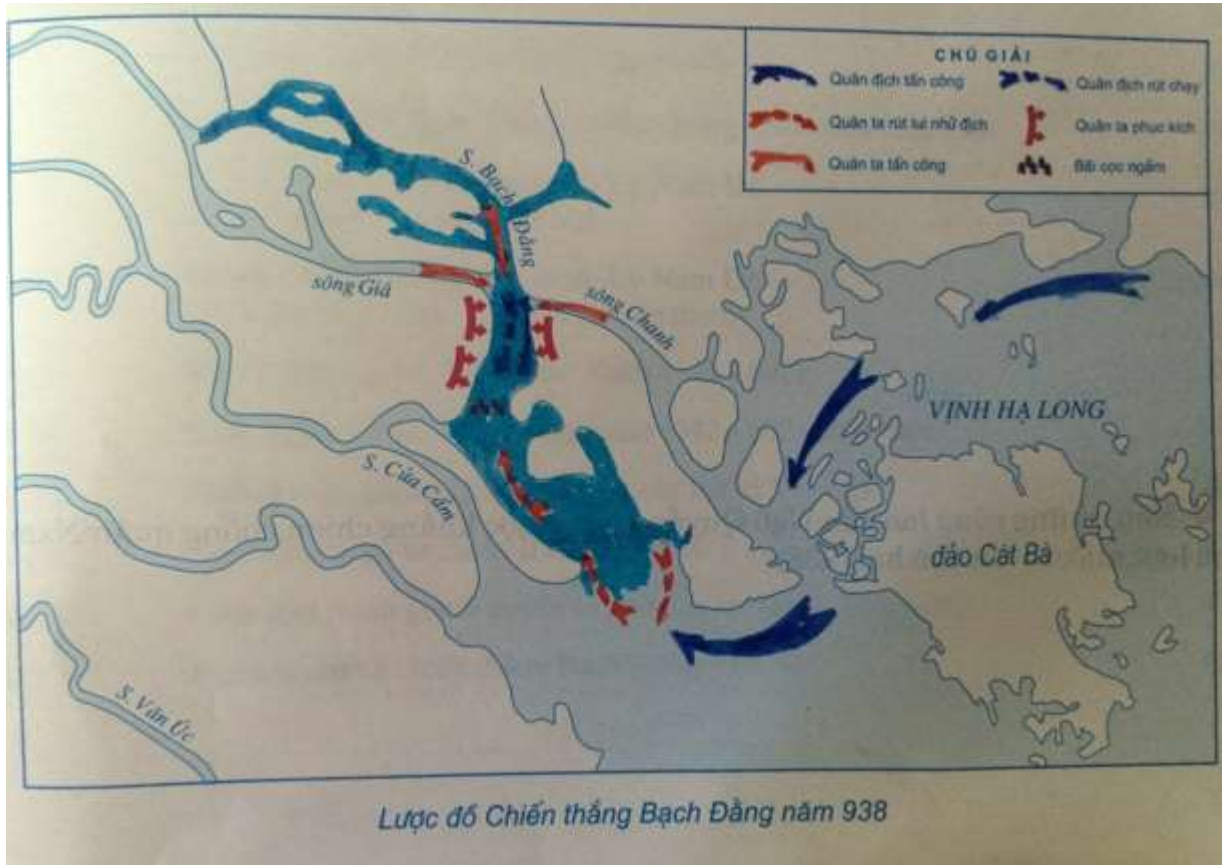 CHÚ GIẢI
Quân địch tấn công
Quân địch rút chạy
Quân ta rút lui nhử địch
Quân ta phục kích
Quân ta tấn công
Bãi cọc ngầm
S. Bạch Đằng
sông Giá
sông Chanh
VỊNH HẠ LONG
S. Cửa Cấm
đảo Cát Bà
S. Văn Úc
Lược đồ Chiến thắng Bạch Đằng năm 938